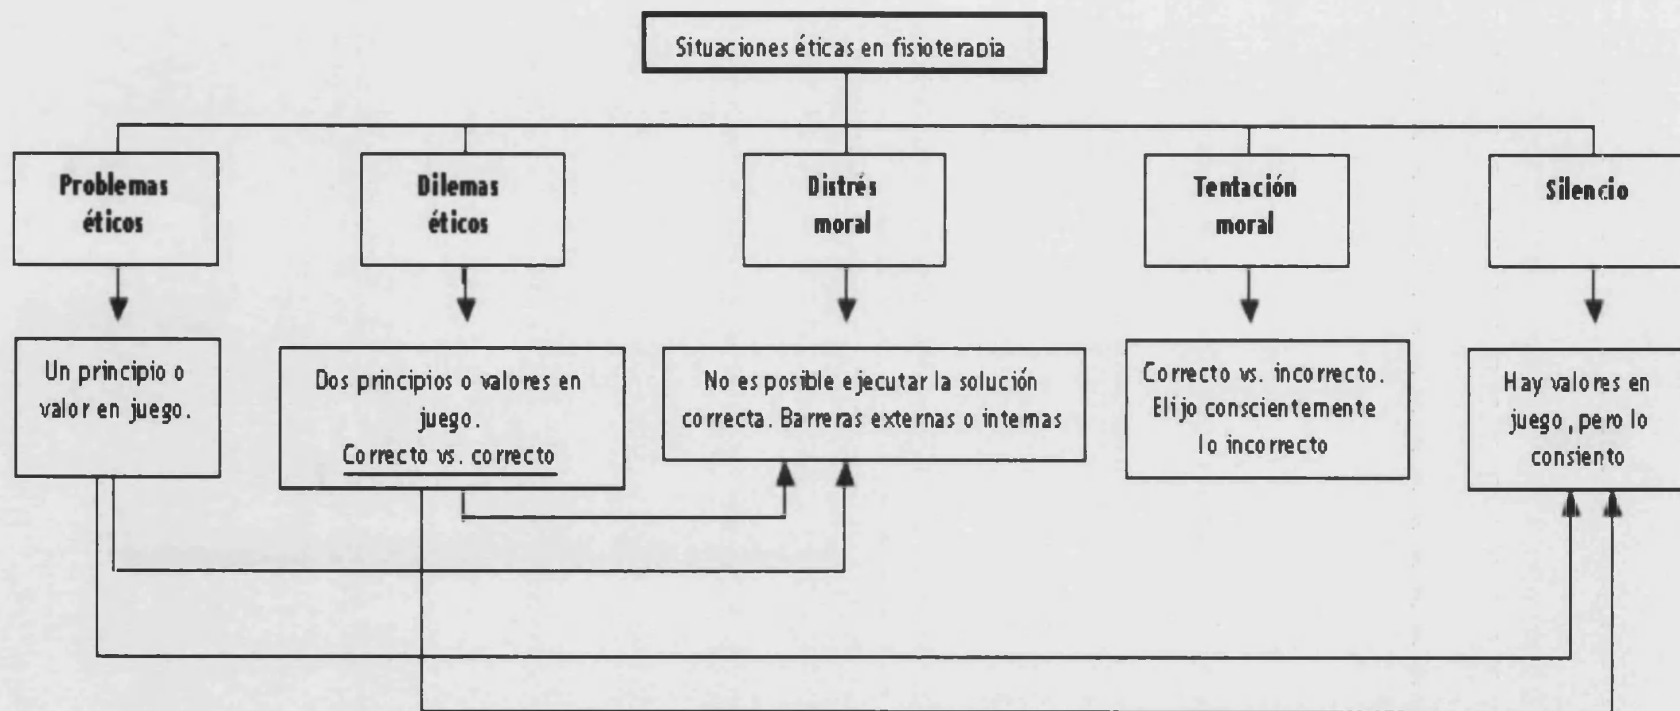 Situaciones éticas en fisioterapia
Problemas
éticos
Dilemas
éticos
Distrés
moral
Tentación
moral
Silencio
Un principio o
valor en juego.
Dos principios o valores en
juego.
Correcto vs. correcto
No es posible ejecutar la solución
correcta. Barreras externas o internas
Correcto vs. incorrecto.
Elijo conscientemente
lo incorrecto
Hay valores en
juego, pero lo
consiento